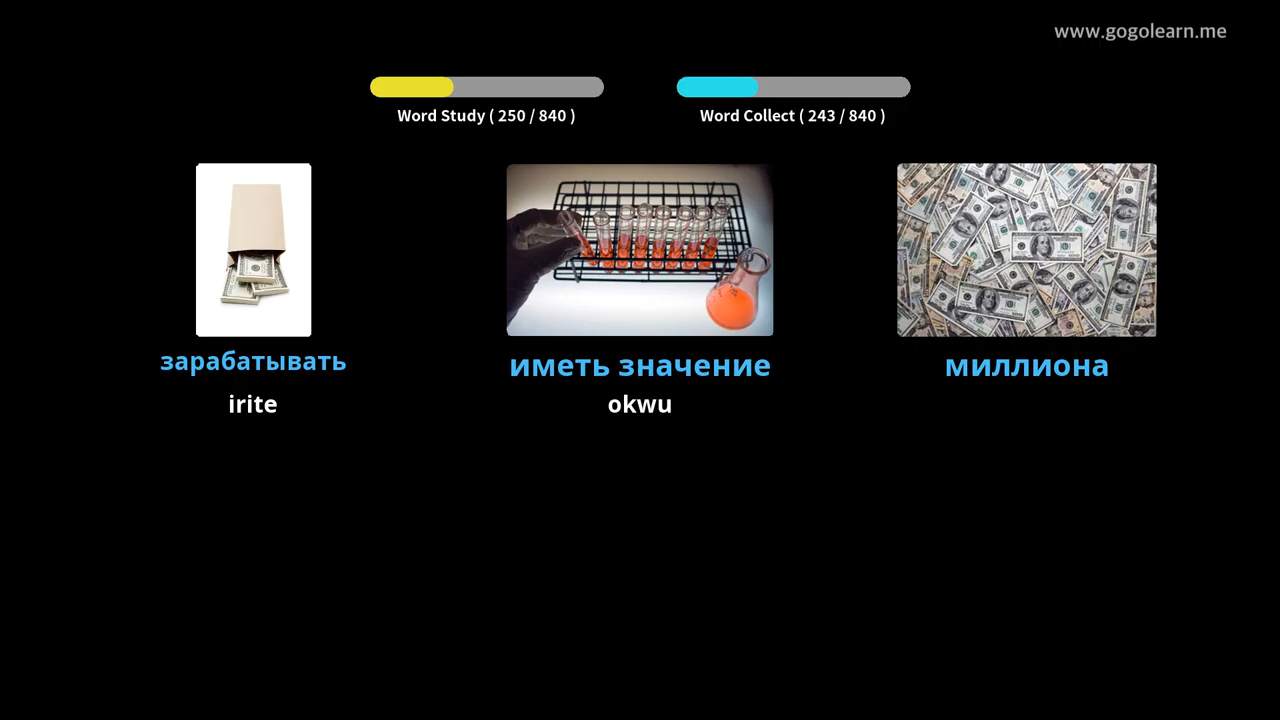 www.gogolearn.me
Word Study ( 250 / 840 )
Word Collect ( 243 / 840 )
зарабатывать
irite
иметь значение
okwu
миллиона